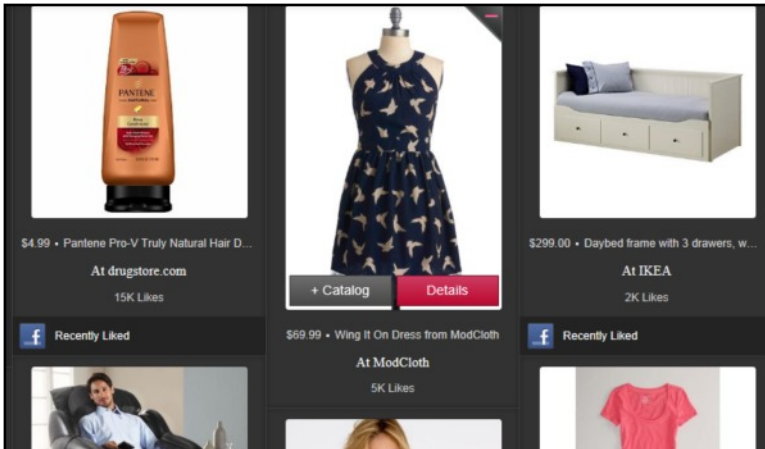 PANTENE
$4.99 • Pantene Pro-V Truly Natural Hair D...
At drugstore.com
15K Likes
Recently Liked
+ Catalog
Details
$69.99 • Wing It On Dress from ModCloth
At ModCloth
5K Likes
$299.00 • Daybed frame with 3 drawers, w...
At IKEA
2K Likes
Recently Liked